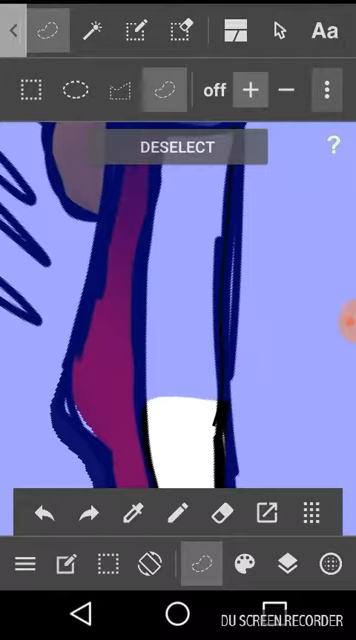 Aa
off + −
DESELECT
?
DU SCREEN RECORDER